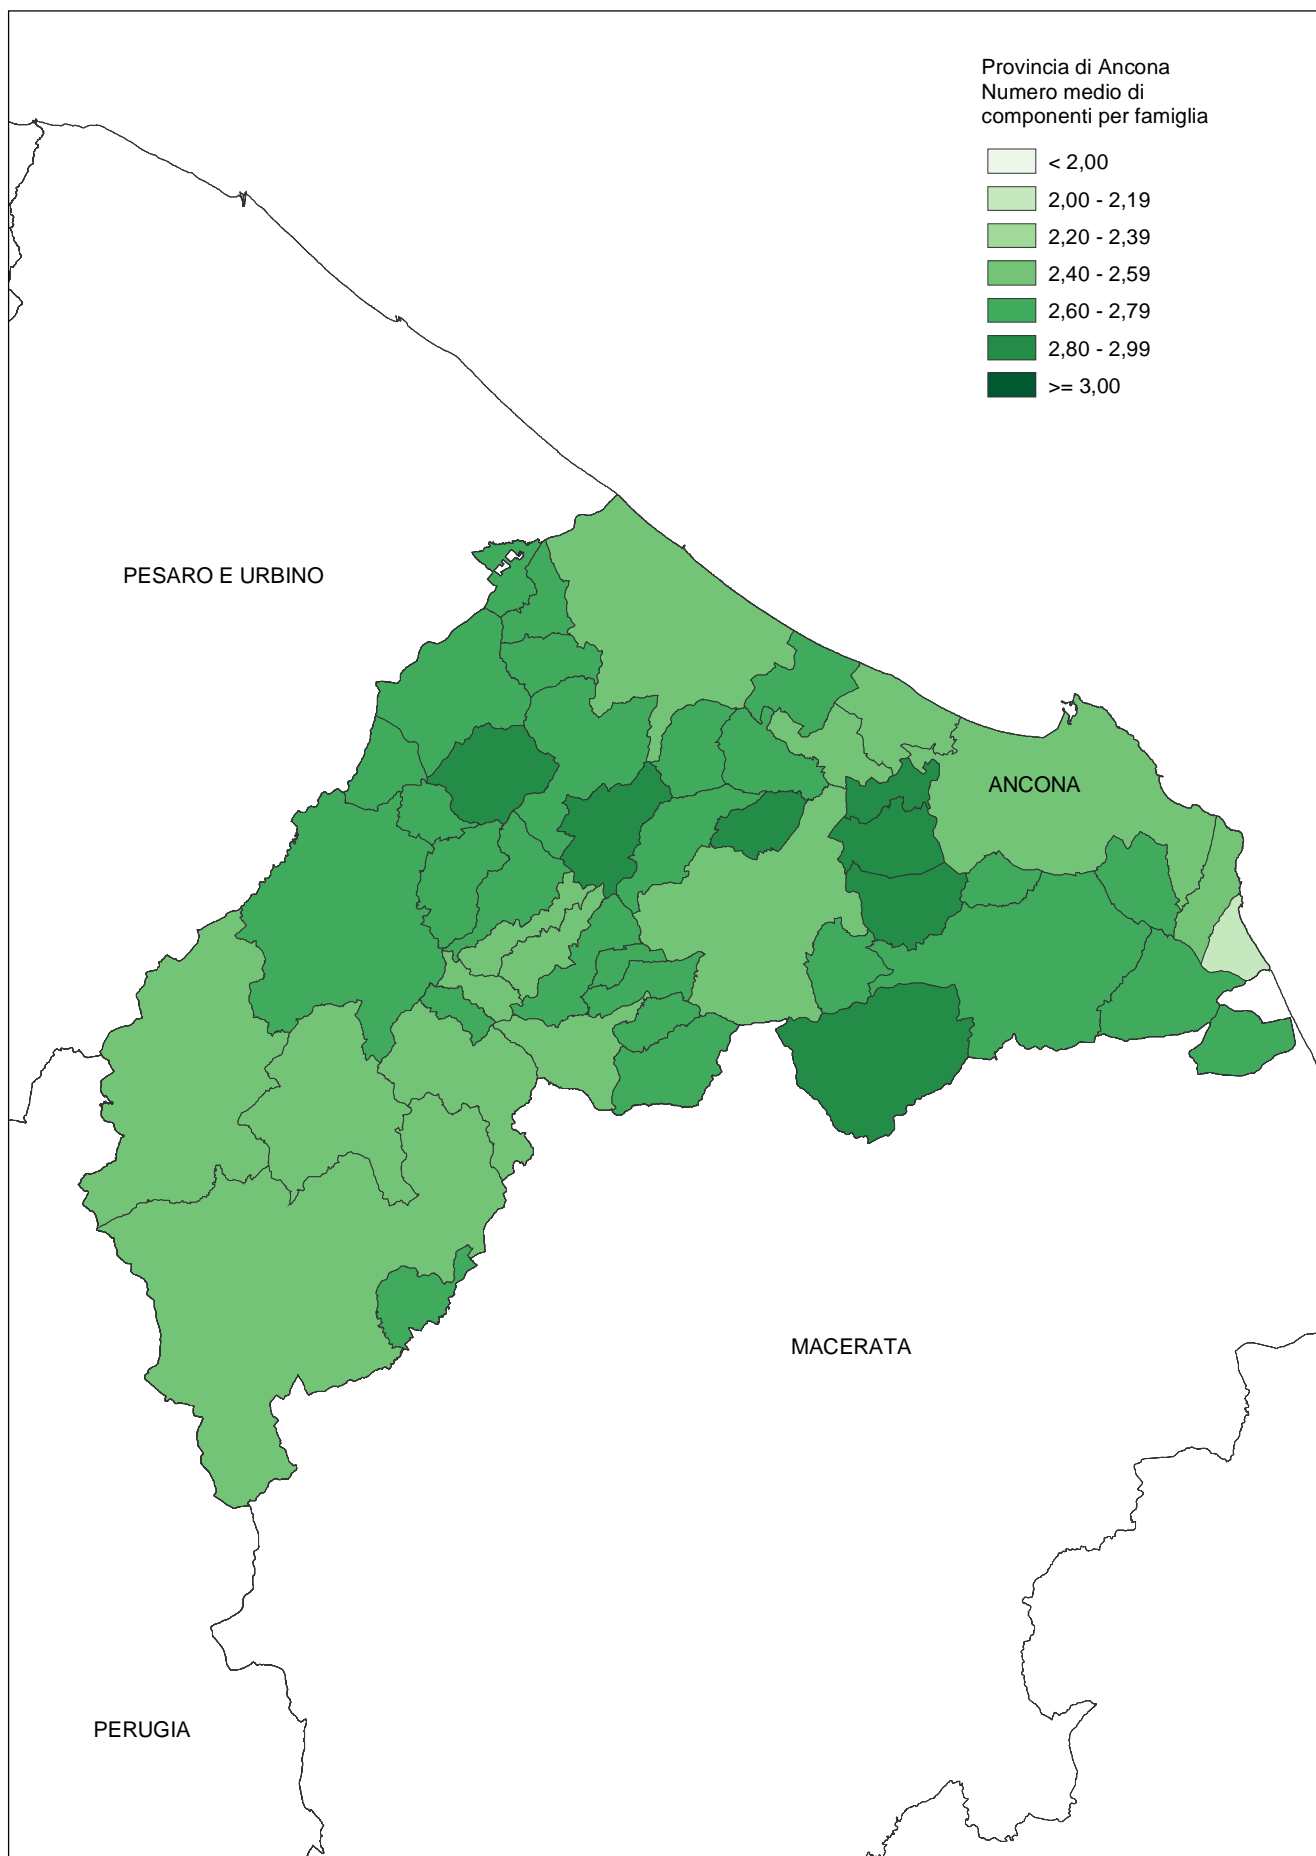 Provincia di Ancona
Numero medio di
componenti per famiglia
< 2,00
2,00 - 2,19
2,20 - 2,39
2,40 - 2,59
2,60 - 2,79
2,80 - 2,99
>= 3,00
PESARO E URBINO
ANCONA
MACERATA
PERUGIA